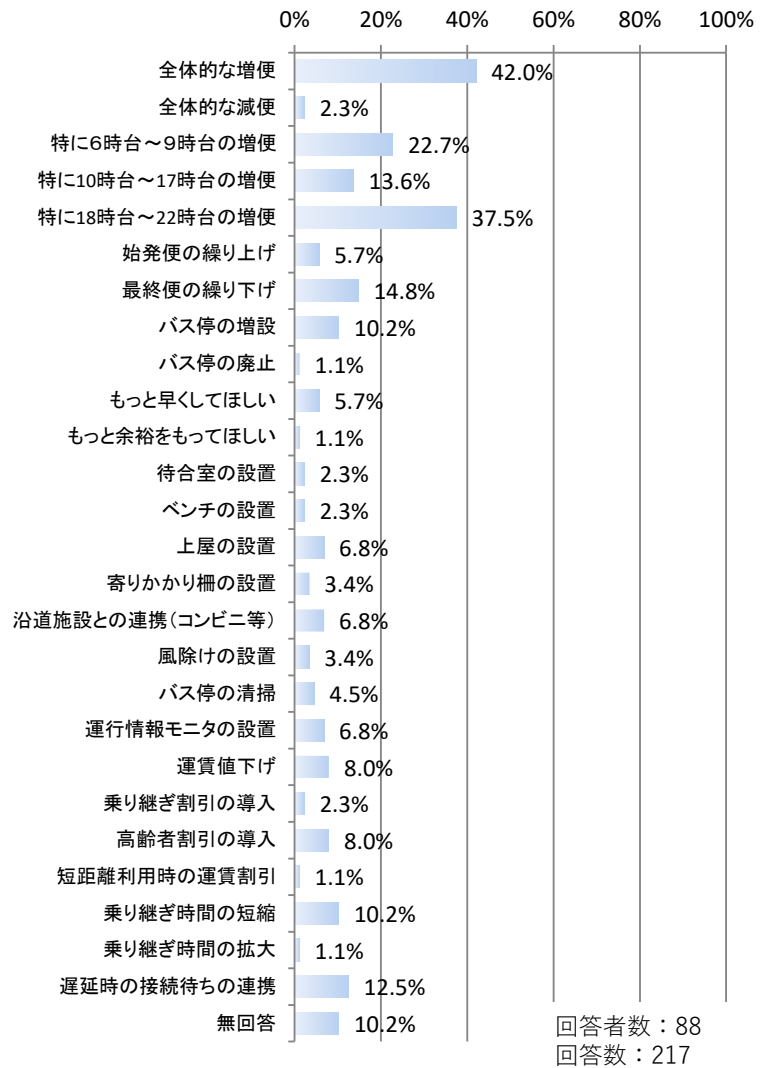 0% 20% 40% 60% 80% 100%
全体的な増便 42.0%
全体的な減便 2.3%
特に6時台～9時台の増便 22.7%
特に10時台～17時台の増便 13.6%
特に18時台～22時台の増便 37.5%
始発便の繰り上げ 5.7%
最終便の繰り下げ 14.8%
バス停の増設 10.2%
バス停の廃止 1.1%
もっと早くしてほしい 5.7%
もっと余裕をもってほしい 1.1%
待合室の設置 2.3%
ベンチの設置 2.3%
上屋の設置 6.8%
寄りかかり柵の設置 3.4%
沿道施設との連携（コンビニ等） 6.8%
風除けの設置 3.4%
バス停の清掃 4.5%
運行情報モニタの設置 6.8%
運賃値下げ 8.0%
乗り継ぎ割引の導入 2.3%
高齢者割引の導入 8.0%
短距離利用時の運賃割引 1.1%
乗り継ぎ時間の短縮 10.2%
乗り継ぎ時間の拡大 1.1%
遅延時の接続待ちの連携 12.5%
無回答 10.2%
回答者数：88
回答数：217